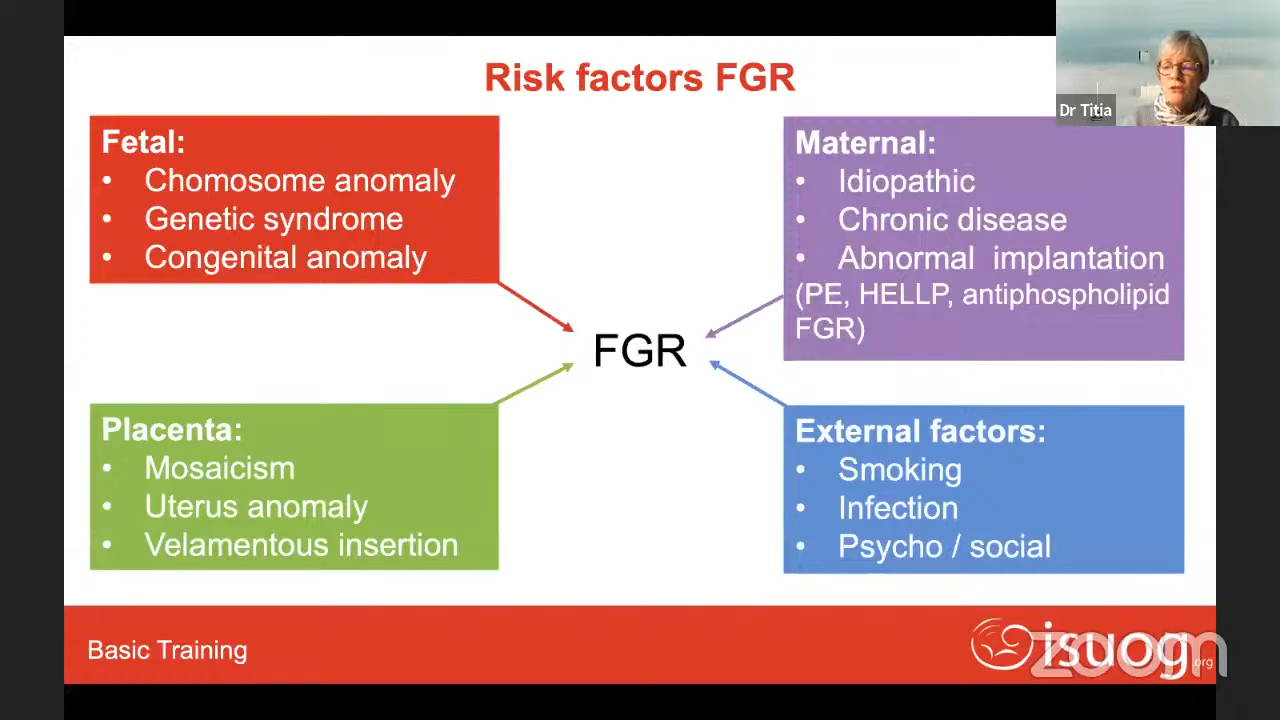 Risk factors FGR
Dr Titia
Fetal:
• Chomosome anomaly
• Genetic syndrome
• Congenital anomaly
Maternal:
• Idiopathic
• Chronic disease
• Abnormal implantation
(PE, HELLP, antiphospholipid
FGR)
FGR
Placenta:
• Mosaicism
• Uterus anomaly
• Velamentous insertion
External factors:
• Smoking
• Infection
• Psycho / social
Basic Training
isuog.org
zoom